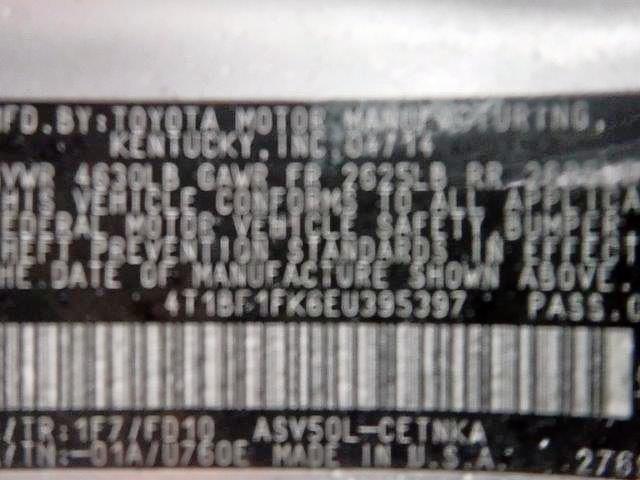 MFD.BY:TOYOTA MOTOR MANUFACTURING,
KENTUCKY,INC. 04/14
GVWR 4630LB GAWR FR 2625LB RR
THIS VEHICLE CONFORMS TO ALL APPLICA
FEDERAL MOTOR VEHICLE SAFETY,BUMPER,
THEFT PREVENTION STANDARDS IN EFFECT
THE DATE OF MANUFACTURE SHOWN ABOVE.
4T1BF1FK6EU395397 PASS.C
/TR:1F7/FD10 ASV50L-CETNKA
A/TN:-01A/U760E MADE IN U.S.A. 276